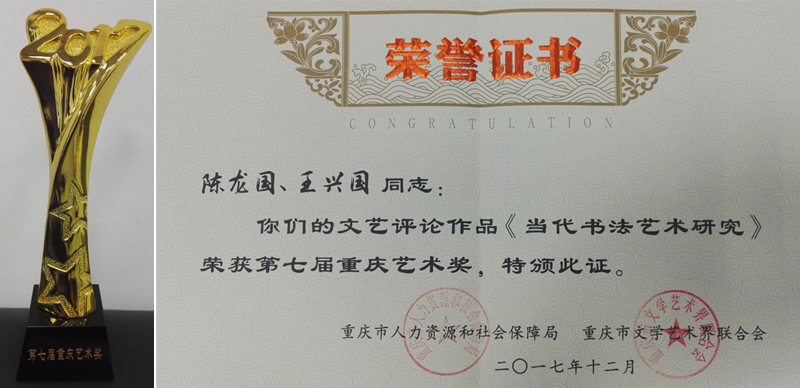 2017
第七届重庆艺术奖
荣誉证书
CONGRATULATION
陈龙国、王兴国 同志：
你们的文艺评论作品《当代书法艺术研究》
荣获第七届重庆艺术奖，特颁此证。
重庆市人力资源和社会保障局 重庆市文学艺术界联合会
二〇一七年十二月